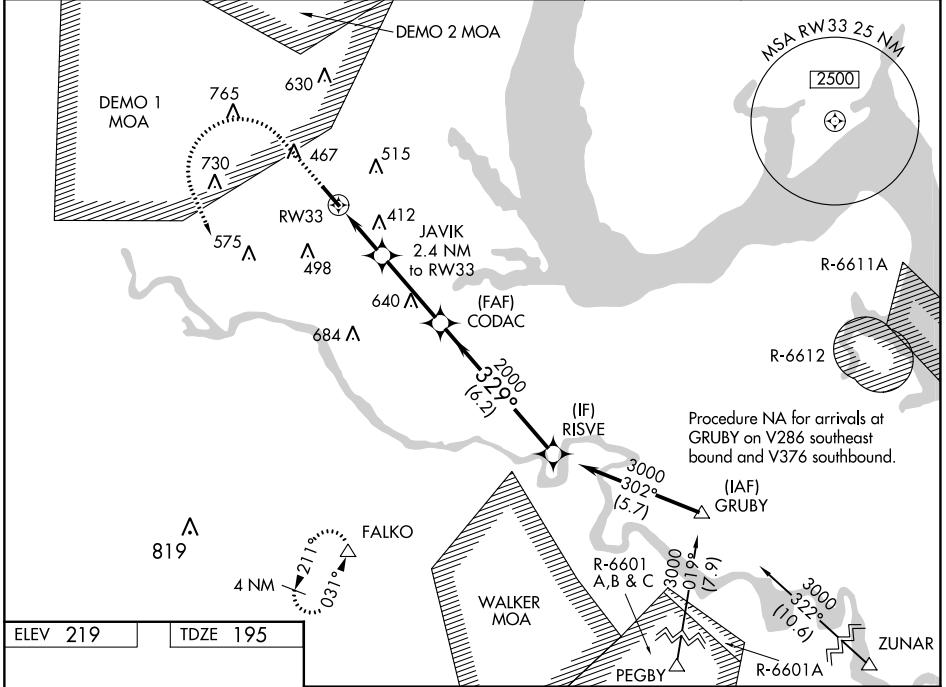 DEMO 2 MOA
MSA RW33 25 NM
2500
DEMO 1
MOA
630
765
467
515
730
RW33
412
575
498
JAVIK
2.4 NM
to RW33
640
(FAF)
CODAC
684
R-6611A
R-6612
2000
329°
(6.2)
(IF)
RISVE
Procedure NA for arrivals at
GRUBY on V286 southeast
bound and V376 southbound.
3000
302°
(5.7)
(IAF)
GRUBY
819
FALKO
211°
031°
4 NM
R-6601
A,B & C
3000
019°
(7.9)
3000
322°
(10.6)
WALKER
MOA
ZUNAR
PEGBY
R-6601A
ELEV 219
TDZE 195